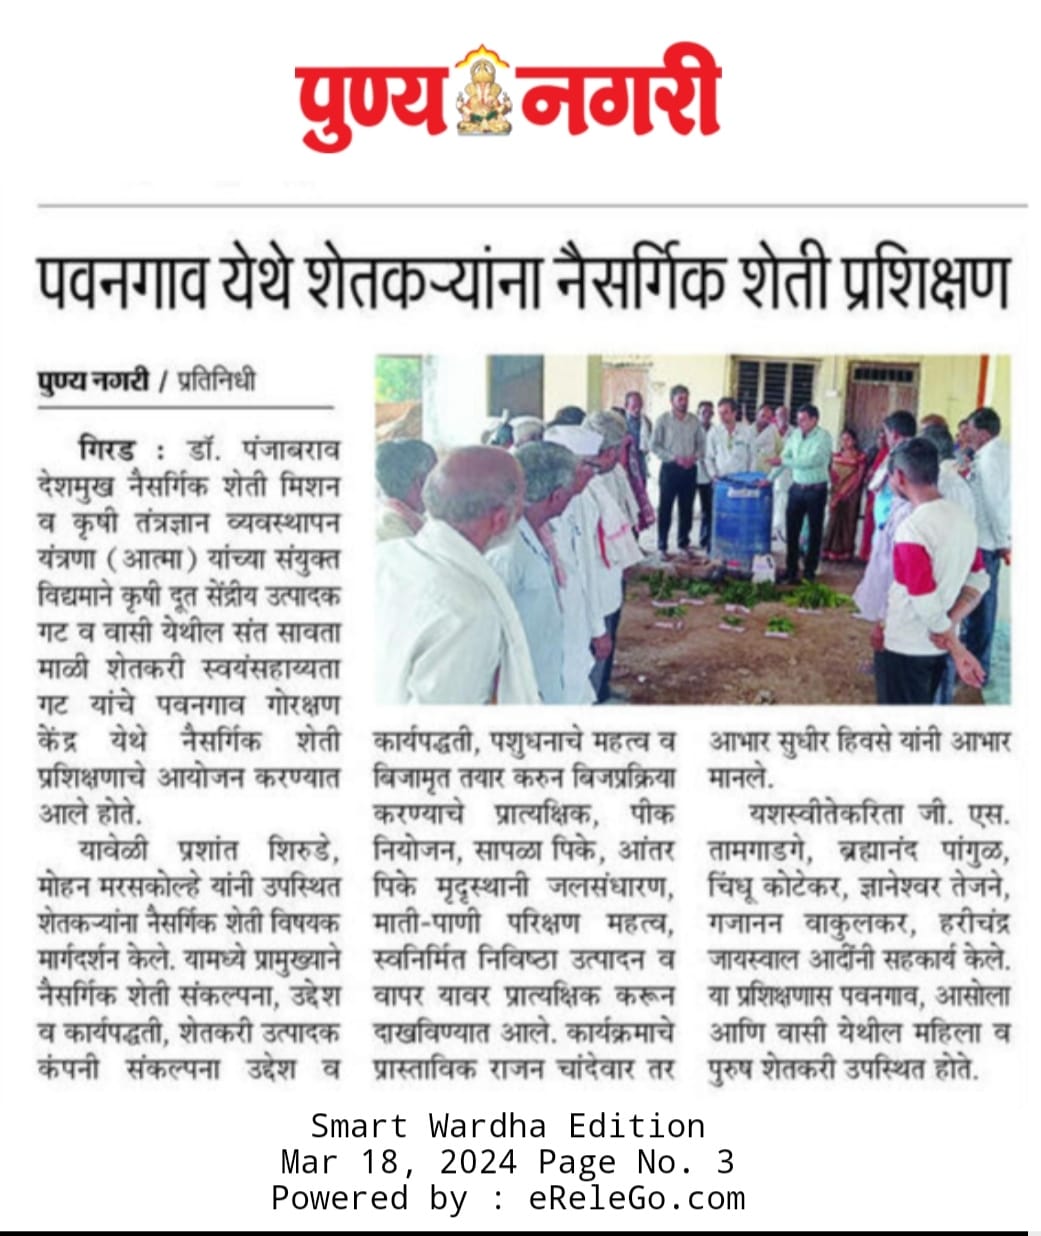 पुण्य नगरी
पवनगाव येथे शेतकऱ्यांना नैसर्गिक शेती प्रशिक्षण
पुण्य नगरी / प्रतिनिधी
गिरड : डॉ. पंजाबराव
देशमुख नैसर्गिक शेती मिशन
व कृषी तंत्रज्ञान व्यवस्थापन
यंत्रणा (आत्मा) यांच्या संयुक्त
विद्यमाने कृषी दूत सेंद्रीय उत्पादक
गट व वासी येथील संत सावता
माळी शेतकरी स्वयंसहाय्यता
गट यांचे पवनगाव गोरक्षण
केंद्र येथे नैसर्गिक शेती
प्रशिक्षणाचे आयोजन करण्यात
आले होते.
यावेळी प्रशांत शिरुडे,
मोहन मरसकोल्हे यांनी उपस्थित
शेतकऱ्यांना नैसर्गिक शेती विषयक
मार्गदर्शन केले. यामध्ये प्रामुख्याने
नैसर्गिक शेती संकल्पना, उद्देश
व कार्यपद्धती, शेतकरी उत्पादक
कंपनी संकल्पना उद्देश व
कार्यपद्धती, पशुधनाचे महत्व व
बिजामृत तयार करुन बिजप्रक्रिया
करण्याचे प्रात्यक्षिक, पीक
नियोजन, सापळा पिके, आंतर
पिके मृद्स्थानी जलसंधारण,
माती-पाणी परिक्षण महत्व,
स्वनिर्मित निविष्ठा उत्पादन व
वापर यावर प्रात्यक्षिक करून
दाखविण्यात आले. कार्यक्रमाचे
प्रास्ताविक राजन चांदेवार तर
आभार सुधीर हिवसे यांनी आभार
मानले.
यशस्वीतेकरिता जी. एस.
तामगाडगे, ब्रह्मानंद पांगुळ,
चिंधू कोटेकर, ज्ञानेश्वर तेजने,
गजानन वाकुलकर, हरीचंद्र
जायस्वाल आदींनी सहकार्य केले.
या प्रशिक्षणास पवनगाव, आसोला
आणि वासी येथील महिला व
पुरुष शेतकरी उपस्थित होते.
Smart Wardha Edition
Mar 18, 2024 Page No. 3
Powered by : eReleGo.com